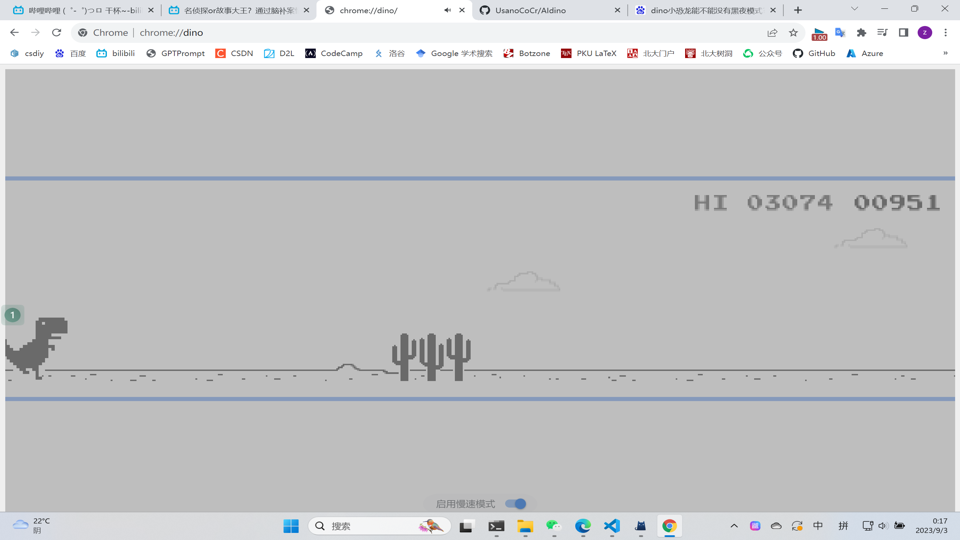 哔哩哔哩 (゜-゜)つロ 干杯~-bili
名侦探or故事大王？通过脑补案
chrome://dino/
UsanoCoCr/AIdino
dino小恐龙能不能没有黑夜模式
Chrome | chrome://dino
1.00
z
csdiy
百度
bilibili
GPTPrompt
CSDN
D2L
CodeCamp
洛谷
Google 学术搜索
Botzone
PKU LaTeX
北大门户
北大树洞
公众号
GitHub
Azure
»
HI 03074 00951
1
启用慢速模式
22°C
阴
搜索
中
拼
0:17
2023/9/3